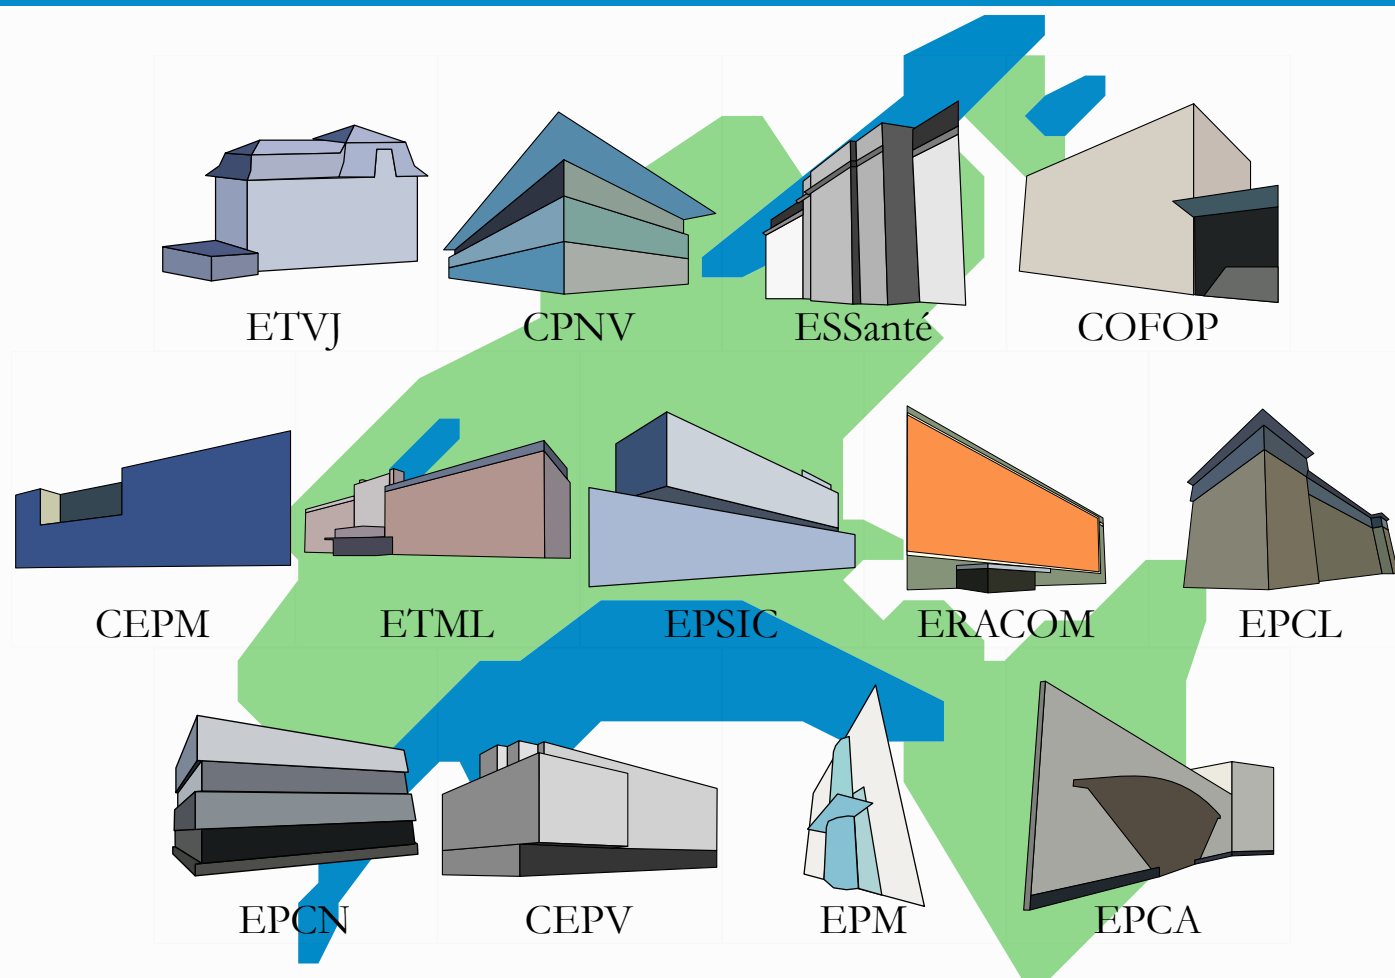 ETVJ
CPNV
ESSanté
COFOP
CEPM
ETML
EPSIC
ERACOM
EPCL
EPCN
CEPV
EPM
EPCA